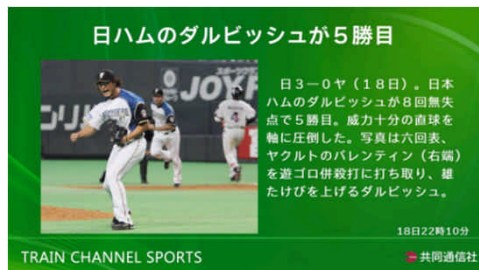 日ハムのダルビッシュが５勝目
日３―０ヤ（１８日）。日本
ハムのダルビッシュが８回無失
点で５勝目。威力十分の直球を
軸に圧倒した。写真は六回表、
ヤクルトのバレンティン（右端）
を遊ゴロ併殺打に打ち取り、雄
たけびを上げるダルビッシュ。
JOYF
4
18日22時10分
TRAIN CHANNEL SPORTS
共同通信社